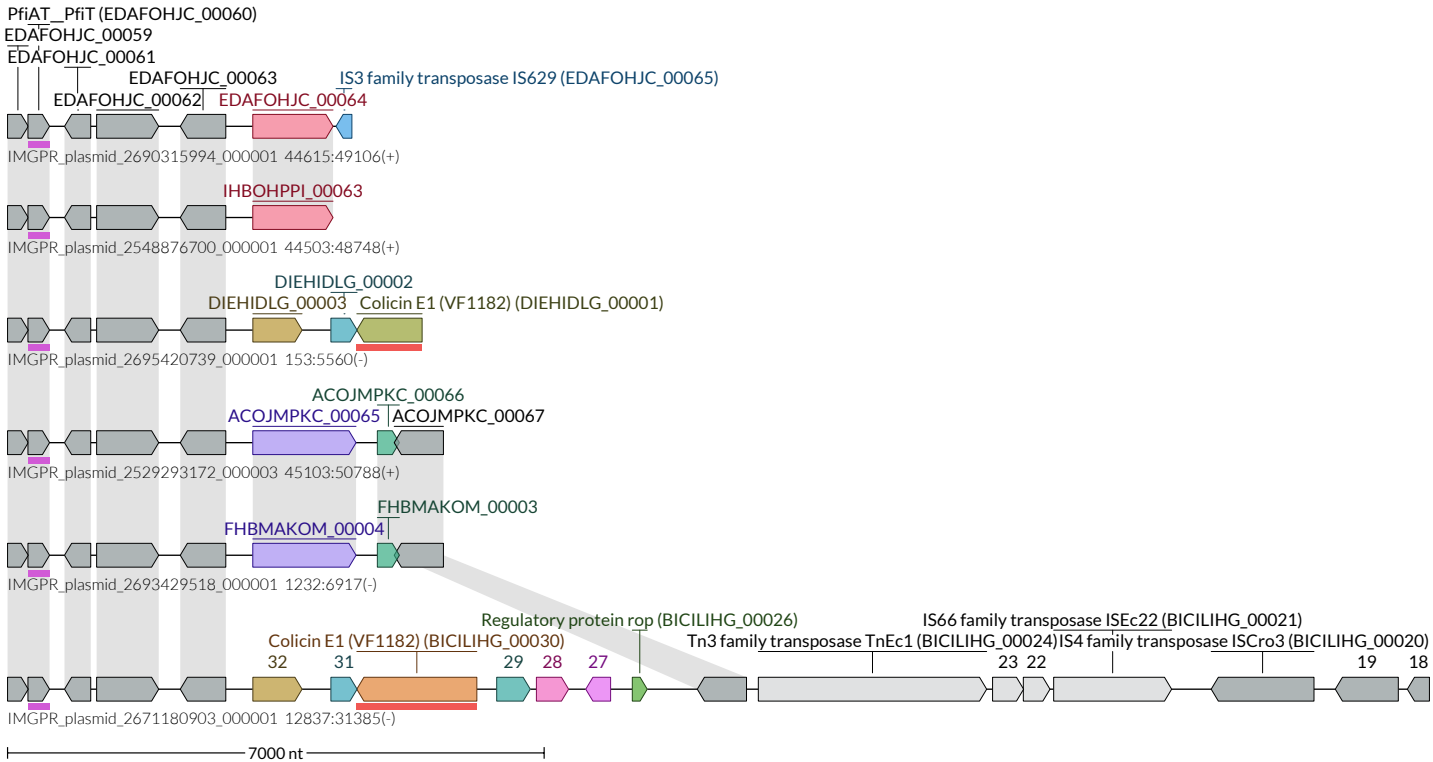 PfiAT__PfiT (EDAFOHJC_00060)
EDAFOHJC_00059
EDAFOHJC_00061
EDAFOHJC_00063 IS3 family transposase IS629 (EDAFOHJC_00065)
EDAFOHJC_00062 EDAFOHJC_00064
IMGPR_plasmid_2690315994_000001 44615:49106(+)
IHBOHPPI_00063
IMGPR_plasmid_2548876700_000001 44503:48748(+)
DIEHIDLG_00002
DIEHIDLG_00003 Colicin E1 (VF1182) (DIEHIDLG_00001)
IMGPR_plasmid_2695420739_000001 153:5560(-)
ACOJMPKC_00066
ACOJMPKC_00065 ACOJMPKC_00067
IMGPR_plasmid_2529293172_000003 45103:50788(+)
FHBMAKOM_00003
FHBMAKOM_00004
IMGPR_plasmid_2693429518_000001 1232:6917(-)
Regulatory protein rop (BICILIHG_00026) IS66 family transposase ISEc22 (BICILIHG_00021)
Colicin E1 (VF1182) (BICILIHG_00030) Tn3 family transposase TnEc1 (BICILIHG_00024) IS4 family transposase ISCro3 (BICILIHG_00020)
32 31 29 28 27 23 22 19 18
IMGPR_plasmid_2671180903_000001 12837:31385(-)
7000 nt